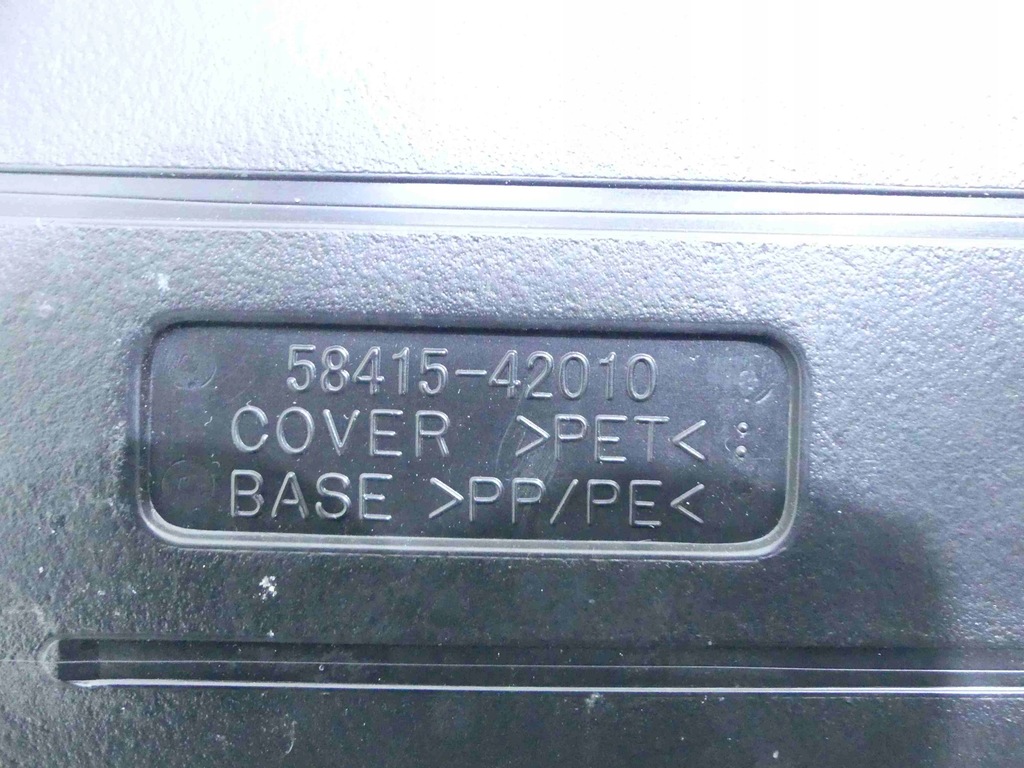 58415-42010
COVER >PET<
BASE >PP/PE<